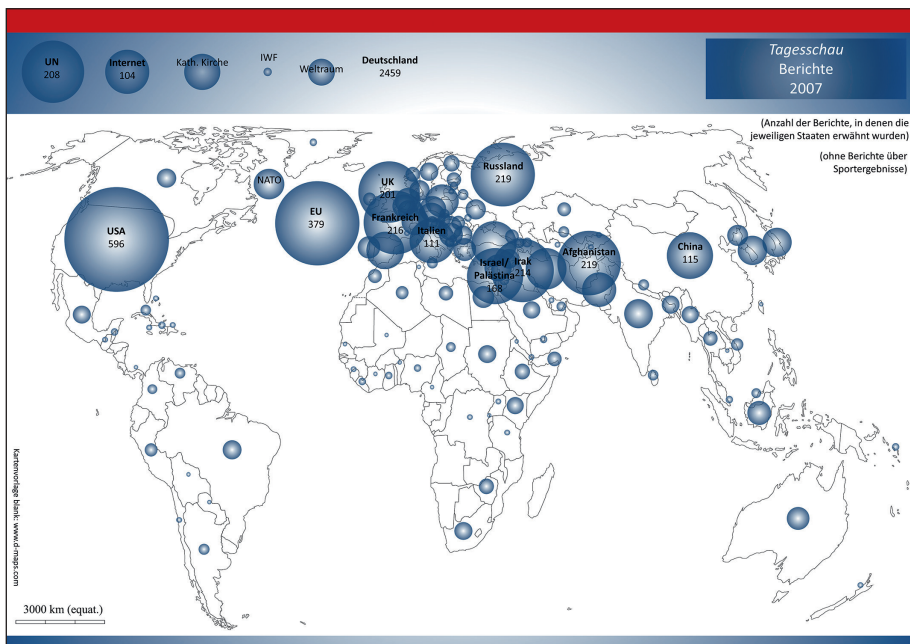 UN
208
Internet
104
Kath. Kirche
IWF
Weltraum
Deutschland
2459
Tagesschau
Berichte
2007
(Anzahl der Berichte, in denen die
jeweiligen Staaten erwähnt wurden)
(ohne Berichte über
Sportergebnisse)
NATO
UK
201
Russland
219
USA
596
EU
379
Frankreich
216
Italien
111
Israel/
Palästina
168
Irak
214
Afghanistan
219
China
115
Kartenvorlage blank: www.d-maps.com
3000 km (equat.)